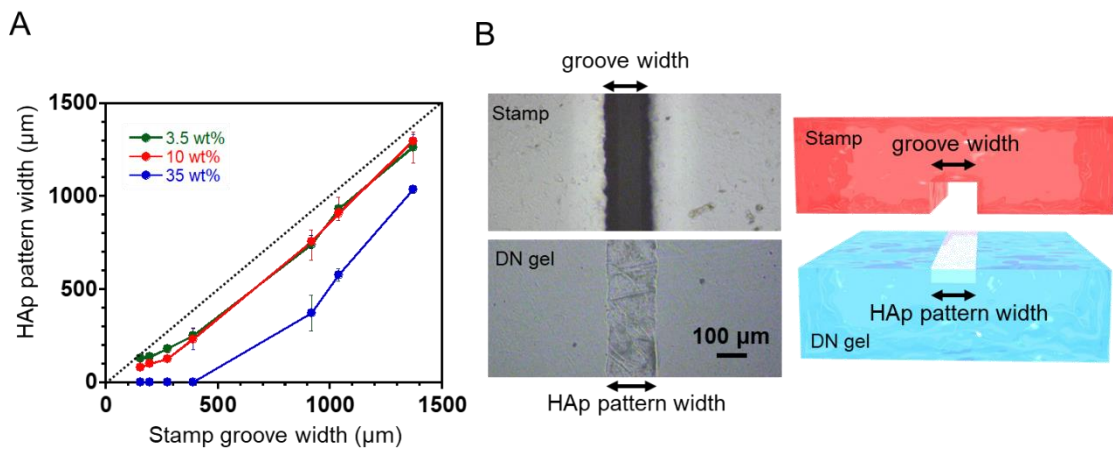 A
HAp pattern width (µm)
1500
1000
500
0
3.5 wt%
10 wt%
35 wt%
0
500
1000
1500
Stamp groove width (µm)
B
groove width
Stamp
DN gel
100 µm
HAp pattern width
Stamp
groove width
HAp pattern width
DN gel